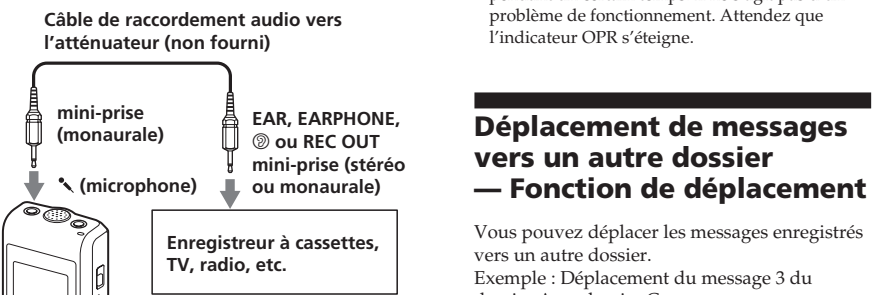 Câble de raccordement audio vers
l'atténuateur (non fourni)
mini-prise
(monaurale)
EAR, EARPHONE,
ou REC OUT
mini-prise (stéréo
ou monaurale)
(microphone)
Enregistreur à cassettes,
TV, radio, etc.
problème de fonctionnement. Attendez que
l'indicateur OPR s'éteigne.
Déplacement de messages
vers un autre dossier
— Fonction de déplacement
Vous pouvez déplacer les messages enregistrés
vers un autre dossier.
Exemple : Déplacement du message 3 du